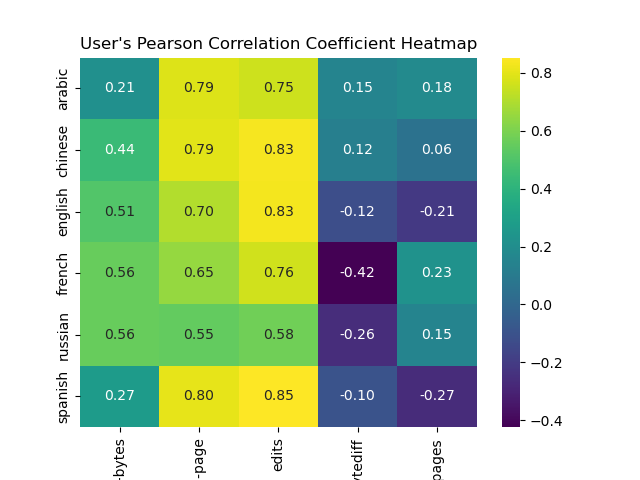 User's Pearson Correlation Coefficient Heatmap
arabic 0.21 0.79 0.75 0.15 0.18
chinese 0.44 0.79 0.83 0.12 0.06
english 0.51 0.70 0.83 -0.12 -0.21
french 0.56 0.65 0.76 -0.42 0.23
russian 0.56 0.55 0.58 -0.26 0.15
spanish 0.27 0.80 0.85 -0.10 -0.27
-bytes -page edits ytediff pages
0.8
0.6
0.4
0.2
0.0
−0.2
−0.4